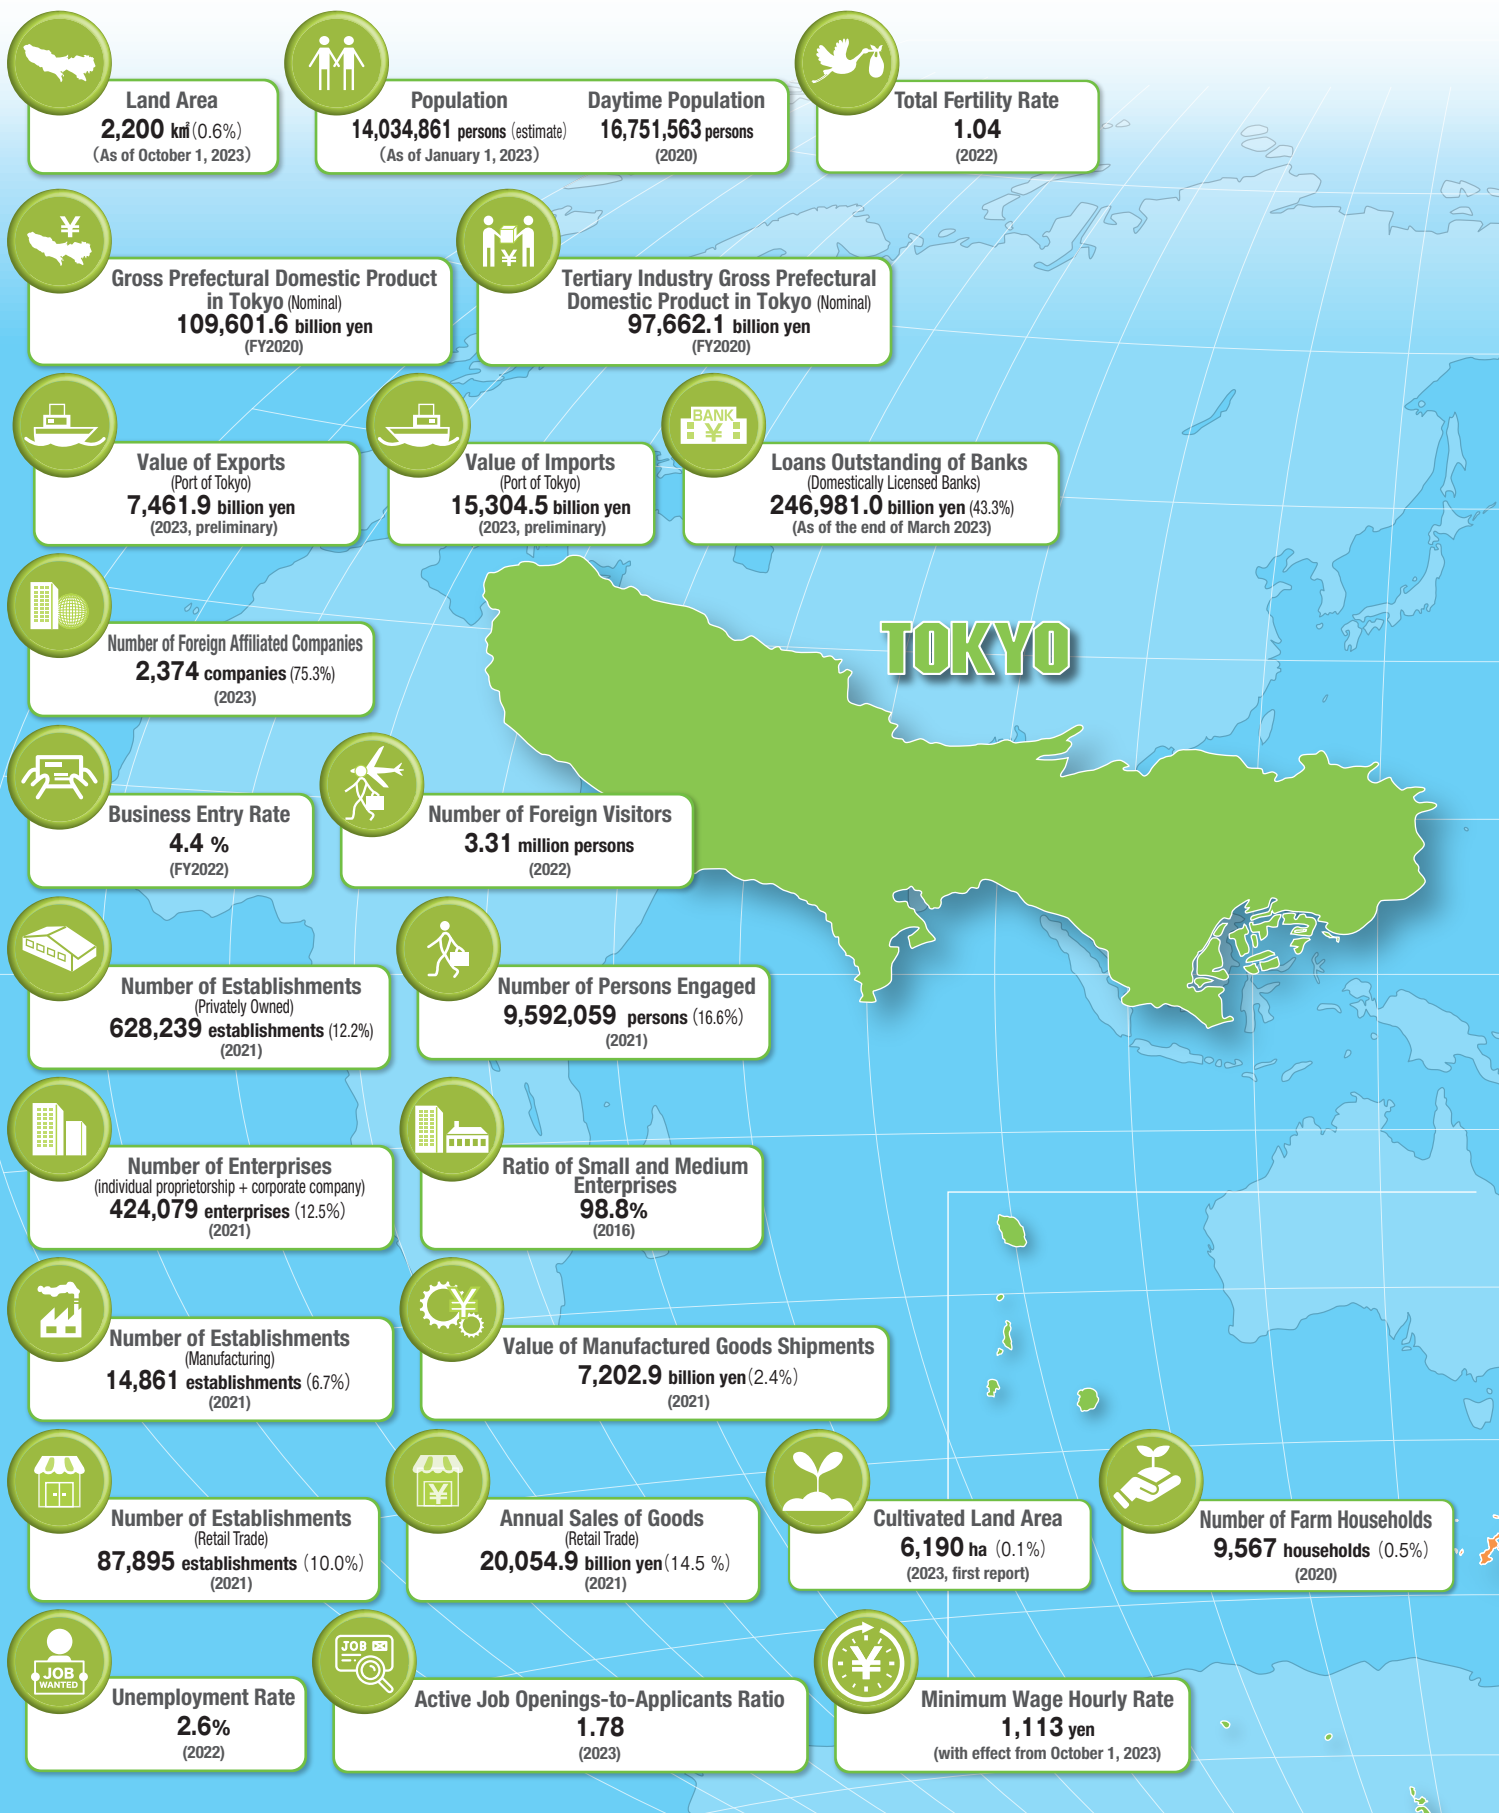 Land Area
2,200 km²(0.6%)
(As of October 1, 2023)
Population
14,034,861 persons (estimate)
(As of January 1, 2023)
Daytime Population
16,751,563 persons
(2020)
Total Fertility Rate
1.04
(2022)
¥
Gross Prefectural Domestic Product
in Tokyo (Nominal)
109,601.6 billion yen
(FY2020)
¥
Tertiary Industry Gross Prefectural
Domestic Product in Tokyo (Nominal)
97,662.1 billion yen
(FY2020)
Value of Exports
(Port of Tokyo)
7,461.9 billion yen
(2023, preliminary)
Value of Imports
(Port of Tokyo)
15,304.5 billion yen
(2023, preliminary)
BANK
¥
Loans Outstanding of Banks
(Domestically Licensed Banks)
246,981.0 billion yen (43.3%)
(As of the end of March 2023)
TOKYO
Number of Foreign Affiliated Companies
2,374 companies (75.3%)
(2023)
Business Entry Rate
4.4 %
(FY2022)
Number of Foreign Visitors
3.31 million persons
(2022)
Number of Establishments
(Privately Owned)
628,239 establishments (12.2%)
(2021)
Number of Persons Engaged
9,592,059 persons (16.6%)
(2021)
Number of Enterprises
(individual proprietorship + corporate company)
424,079 enterprises (12.5%)
(2021)
Ratio of Small and Medium
Enterprises
98.8%
(2016)
Number of Establishments
(Manufacturing)
14,861 establishments (6.7%)
(2021)
¥
Value of Manufactured Goods Shipments
7,202.9 billion yen(2.4%)
(2021)
Number of Establishments
(Retail Trade)
87,895 establishments (10.0%)
(2021)
¥
Annual Sales of Goods
(Retail Trade)
20,054.9 billion yen(14.5 %)
(2021)
Cultivated Land Area
6,190 ha (0.1%)
(2023, first report)
Number of Farm Households
9,567 households (0.5%)
(2020)
JOB
WANTED
Unemployment Rate
2.6%
(2022)
JOB
Active Job Openings-to-Applicants Ratio
1.78
(2023)
¥
Minimum Wage Hourly Rate
1,113 yen
(with effect from October 1, 2023)